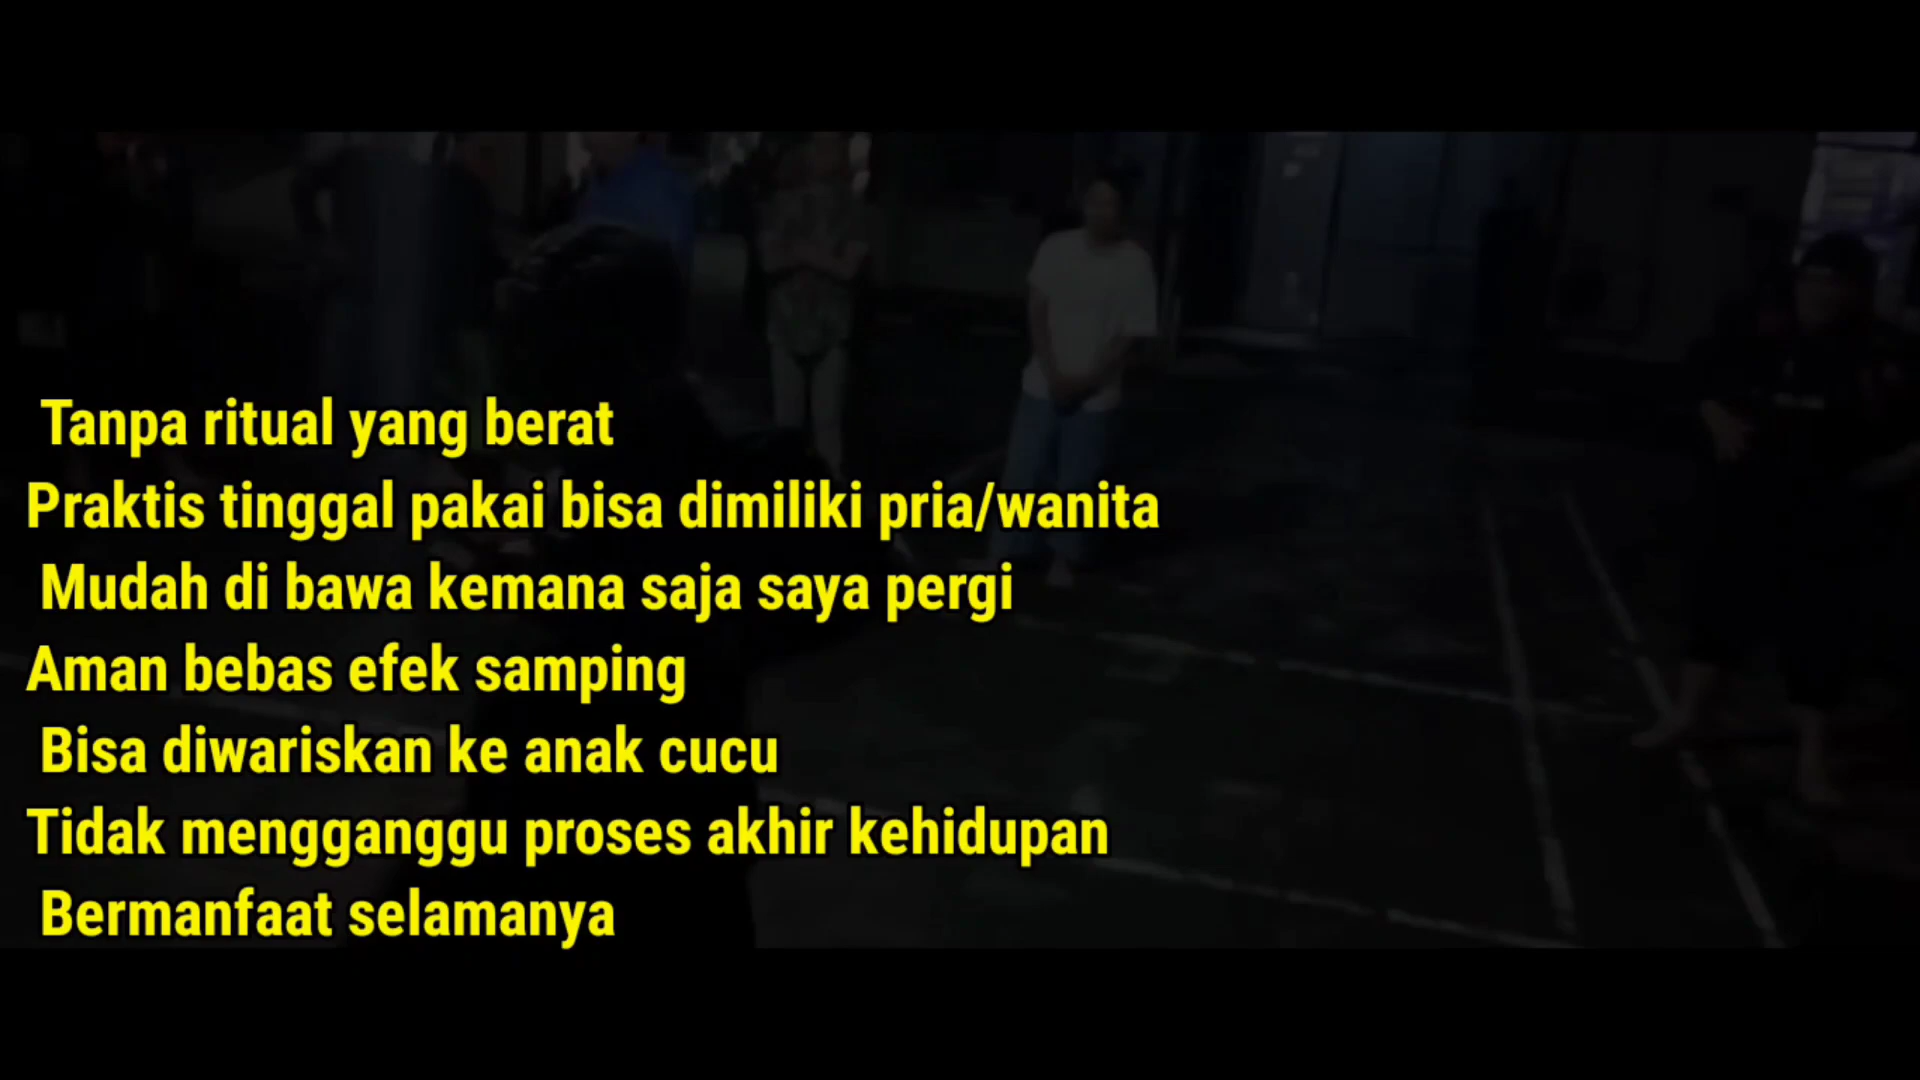 Tanpa ritual yang berat
Praktis tinggal pakai bisa dimiliki pria/wanita
Mudah di bawa kemana saja saya pergi
Aman bebas efek samping
Bisa diwariskan ke anak cucu
Tidak mengganggu proses akhir kehidupan
Bermanfaat selamanya